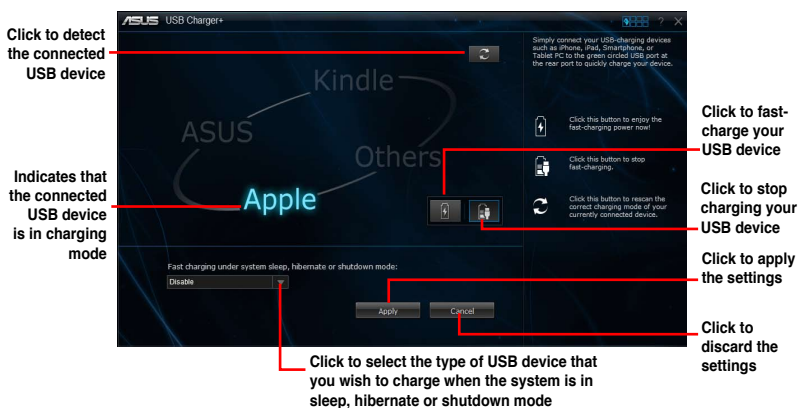 ASUS USB Charger+
?
Click to detect
the connected
USB device
Simply connect your USB-charging devices
such as iPhone, iPad, Smartphone, or
Tablet PC to the green circled USB port at
the rear port to quickly charge your device.
Kindle
ASUS
Others
Apple
Click this button to enjoy the
fast-charging power now!
Click this button to stop
fast-charging.
Click this button to rescan the
correct charging mode of your
currently connected device.
Click to fast-
charge your
USB device
Click to stop
charging your
USB device
Indicates that
the connected
USB device
is in charging
mode
Fast charging under system sleep, hibernate or shutdown mode:
Disable
Apply
Cancel
Click to apply
the settings
Click to
discard the
settings
Click to select the type of USB device that
you wish to charge when the system is in
sleep, hibernate or shutdown mode